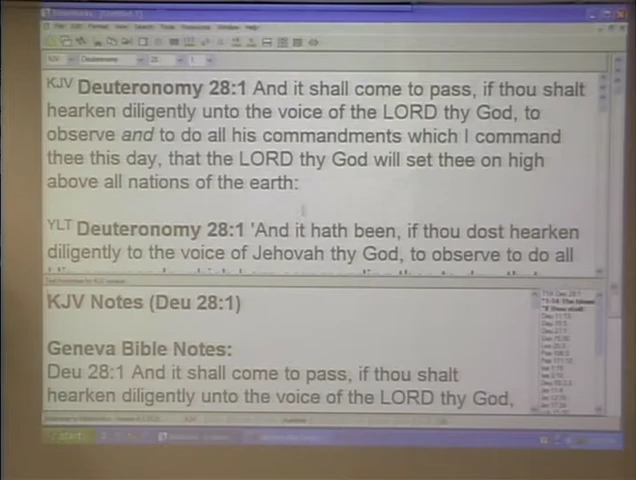 KJV Deuteronomy 28:1 And it shall come to pass, if thou shalt
hearken diligently unto the voice of the LORD thy God, to
observe and to do all his commandments which I command
thee this day, that the LORD thy God will set thee on high
above all nations of the earth:
YLT Deuteronomy 28:1 'And it hath been, if thou dost hearken
diligently to the voice of Jehovah thy God, to observe to do all
KJV Notes (Deu 28:1)
Geneva Bible Notes:
Deu 28:1 And it shall come to pass, if thou shalt
hearken diligently unto the voice of the LORD thy God,
start